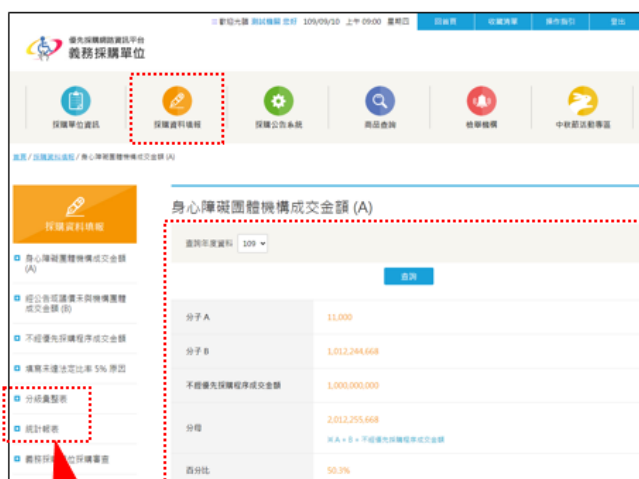 歡迎光臨 測試機關 您好 109/09/10 上午 09:00 星期四 回首頁 收藏清單 操作指引 登出
優先採購網路資訊平台
義務採購單位
採購單位資訊 採購資料填報 採購公告系統 商品查詢 檢舉機構 中秋節活動專區
首頁 / 採購資料填報 / 身心障礙團體機構成交金額 (A)
採購資料填報
身心障礙團體機構成交金額
(A)
經公告或議價未與機構團體
成交金額 (B)
不經優先採購程序成交金額
填寫未達法定比率 5% 原因
分級彙整表
統計報表
義務採購單位採購審查
身心障礙團體機構成交金額 (A)
查詢年度資料 109
查詢
分子 A 11,000
分子 B 1,012,244,668
不經優先採購程序成交金額 1,000,000,000
分母 2,012,255,668
※ A + B + 不經優先採購程序成交金額
百分比 50.3%